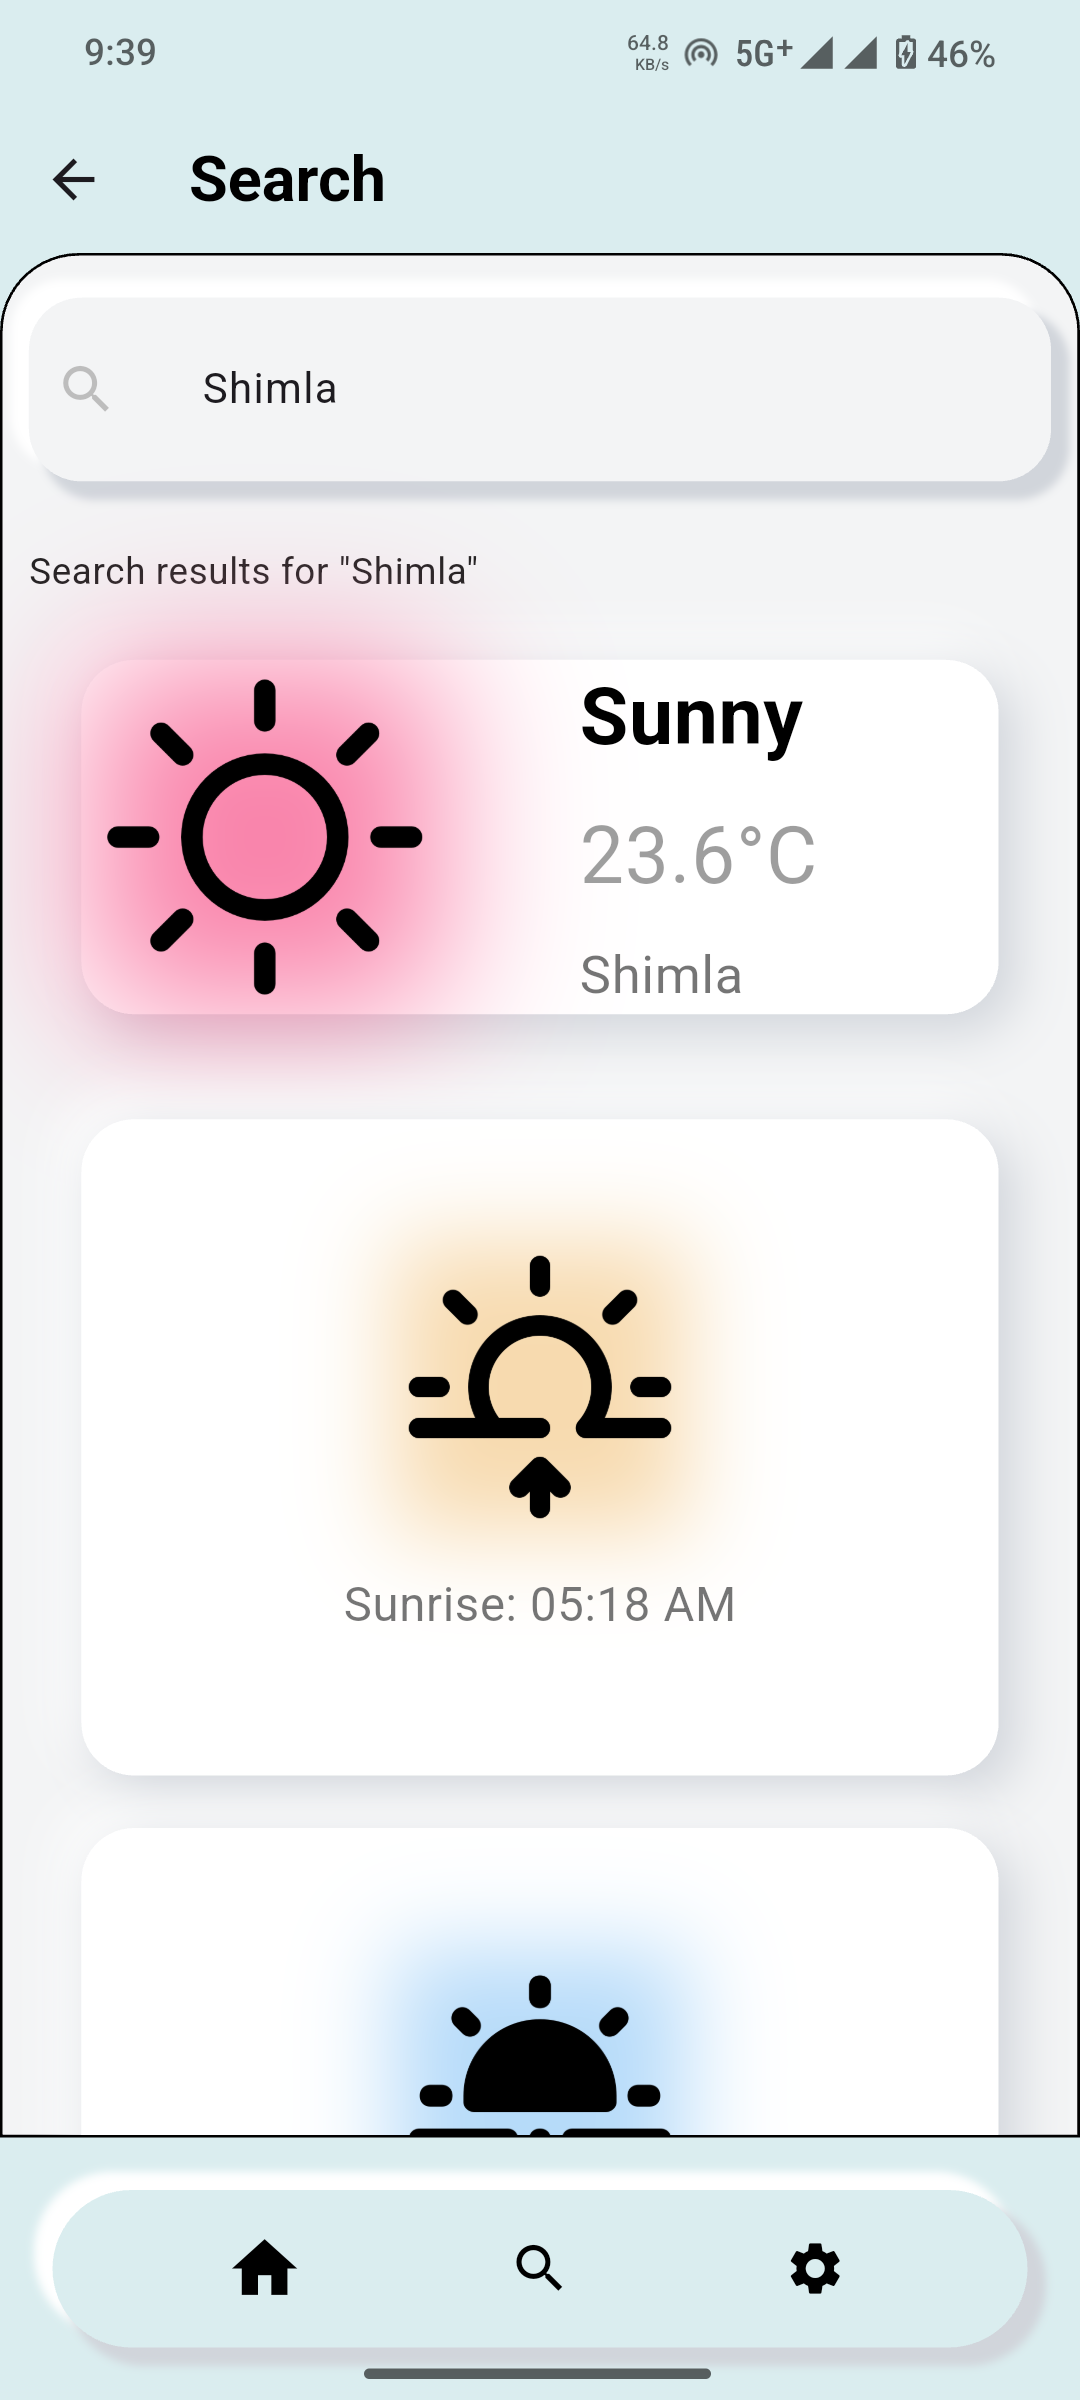 9:39
64.8
KB/s
5G+
46%
Search
Shimla
Search results for "Shimla"
Sunny
23.6°C
Shimla
Sunrise: 05:18 AM